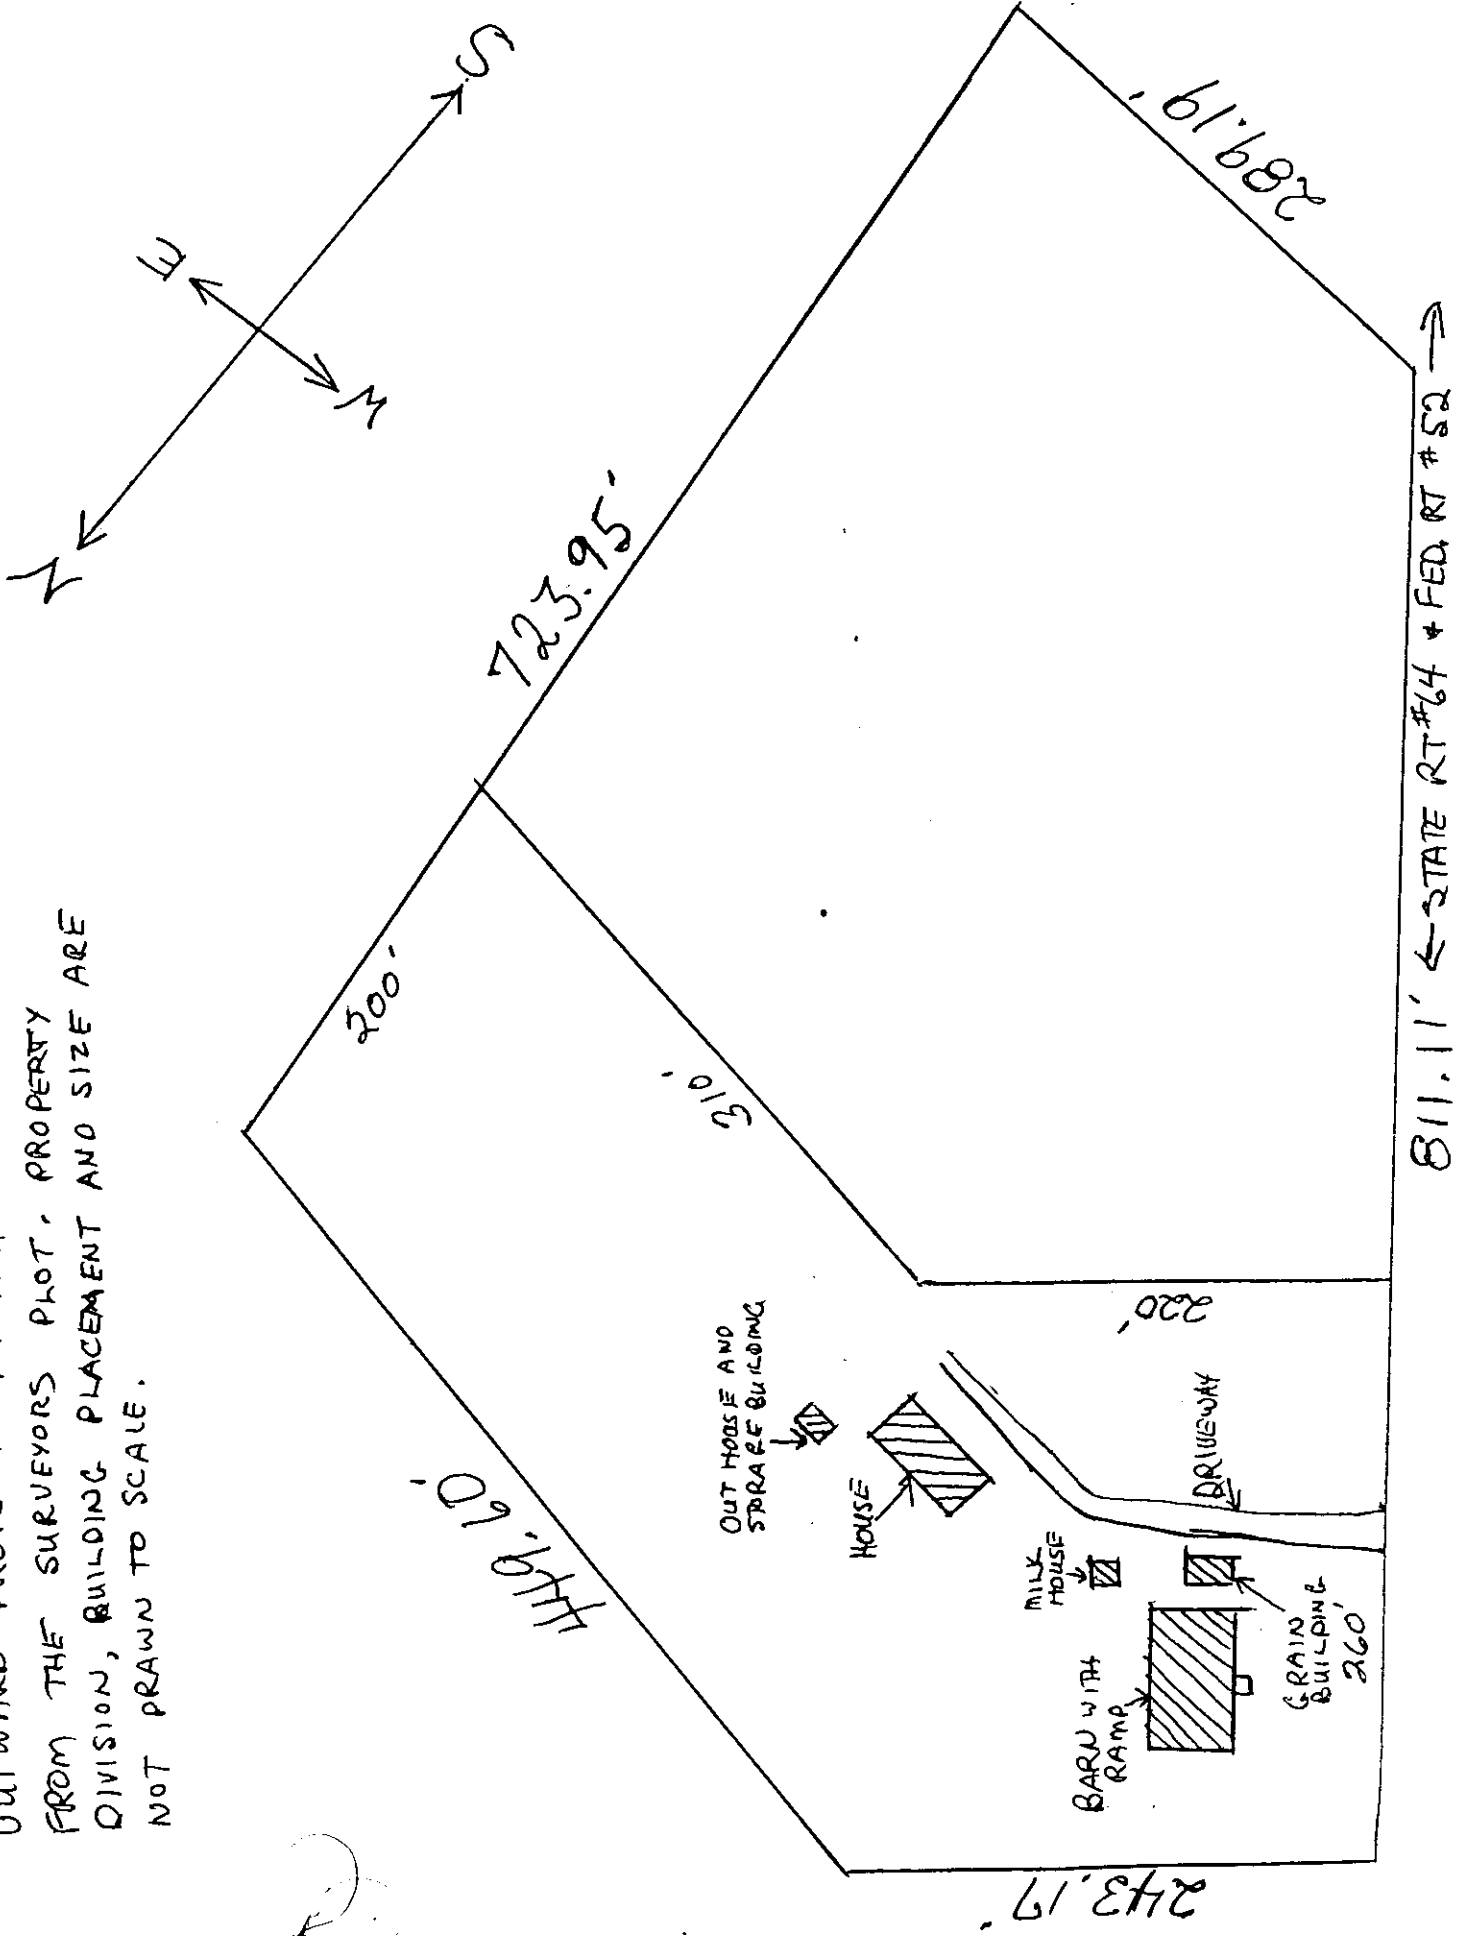 FROM THE SURVEYORS PLOT. PROPERTY
DIVISION, BUILDING PLACEMENT AND SIZE ARE
NOT DRAWN TO SCALE.
N
E
W
S
723.95'
200'
289.19'
310'
449.60'
OUT HOUSE AND
STORARE BUILDING
HOUSE
220'
MILK
HOUSE
DRIVEWAY
BARN WITH
RAMP
GRAIN
BUILDING
260'
243.17'
811.11' ← STATE RT #64 & FED. RT #52 →